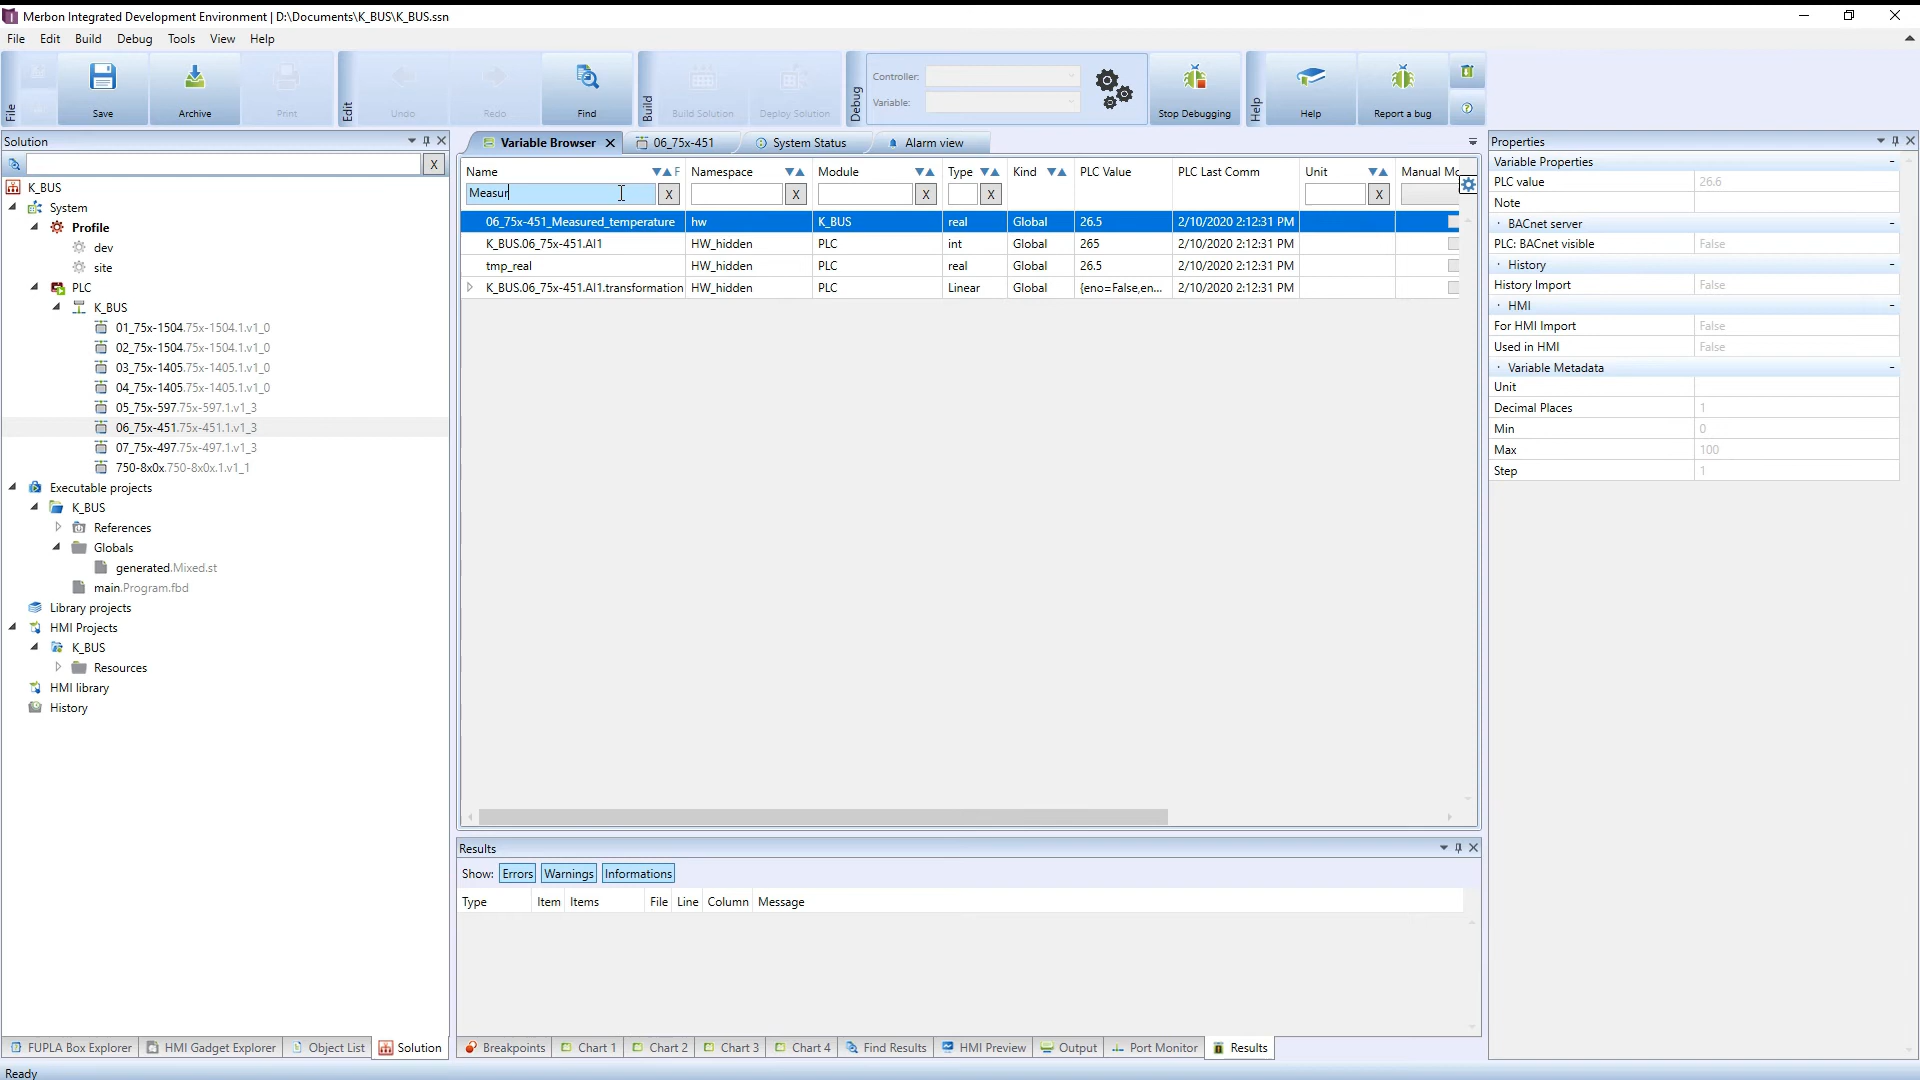 Merbon Integrated Development Environment | D:\Documents\K_BUS\K_BUS.ssn
File Edit Build Debug Tools View Help
File Save Archive Print Edit Undo Redo Find Build Build Solution Deploy Solution Debug Controller: Variable: Stop Debugging Help Help Report a bug
Solution
X
K_BUS
System
Profile
dev
site
PLC
K_BUS
01_75x-1504.75x-1504.1.v1_0
02_75x-1504.75x-1504.1.v1_0
03_75x-1405.75x-1405.1.v1_0
04_75x-1405.75x-1405.1.v1_0
05_75x-597.75x-597.1.v1_3
06_75x-451.75x-451.1.v1_3
07_75x-497.75x-497.1.v1_3
750-8x0x.750-8x0x.1.v1_1
Executable projects
K_BUS
References
Globals
generated.Mixed.st
main.Program.fbd
Library projects
HMI Projects
K_BUS
Resources
HMI library
History
FUPLA Box Explorer HMI Gadget Explorer Object List Solution
Variable Browser 06_75x-451 System Status Alarm view
Name F Namespace Module Type Kind PLC Value PLC Last Comm Unit Manual Mo
Measur X X X X X
06_75x-451_Measured_temperature hw K_BUS real Global 26.5 2/10/2020 2:12:31 PM
K_BUS.06_75x-451.AI1 HW_hidden PLC int Global 265 2/10/2020 2:12:31 PM
tmp_real HW_hidden PLC real Global 26.5 2/10/2020 2:12:31 PM
K_BUS.06_75x-451.AI1.transformation HW_hidden PLC Linear Global {eno=False,en... 2/10/2020 2:12:31 PM
Results
Show: Errors Warnings Informations
Type Item Items File Line Column Message
Breakpoints Chart 1 Chart 2 Chart 3 Chart 4 Find Results HMI Preview Output Port Monitor Results
Properties
Variable Properties
PLC value 26.6
Note
BACnet server
PLC: BACnet visible False
History
History Import False
HMI
For HMI Import False
Used in HMI False
Variable Metadata
Unit
Decimal Places 1
Min 0
Max 100
Step 1
Ready